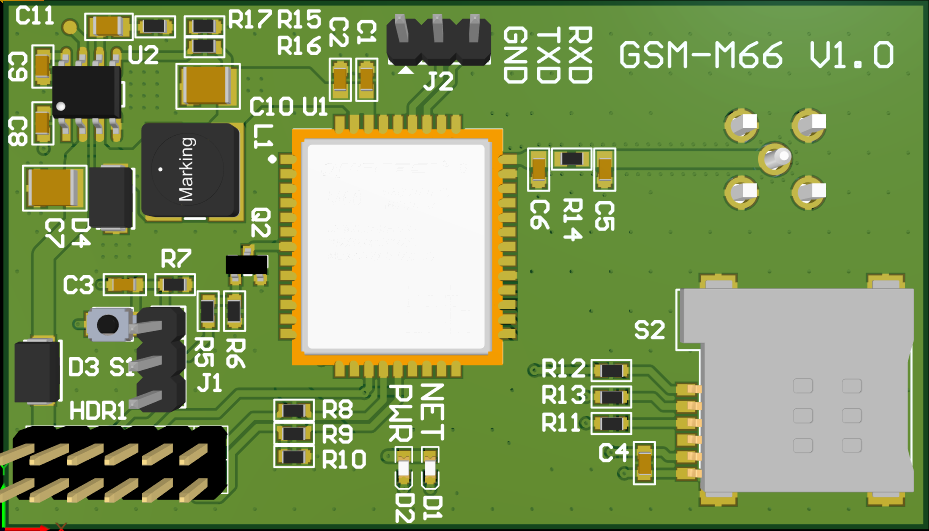 C11
R17 R15
R16
C2
C1
J2
GND
TXD
RXD
GSM-M66 V1.0
U2
C9
C8
C10 U1
L1
Marking
C7
D4
Q2
C6
R14
C5
R7
C3
S2
R5
R6
D3 S1
J1
HDR1
R12
R13
R11
C4
R8
R9
R10
PWR
NET
D2
D1
X